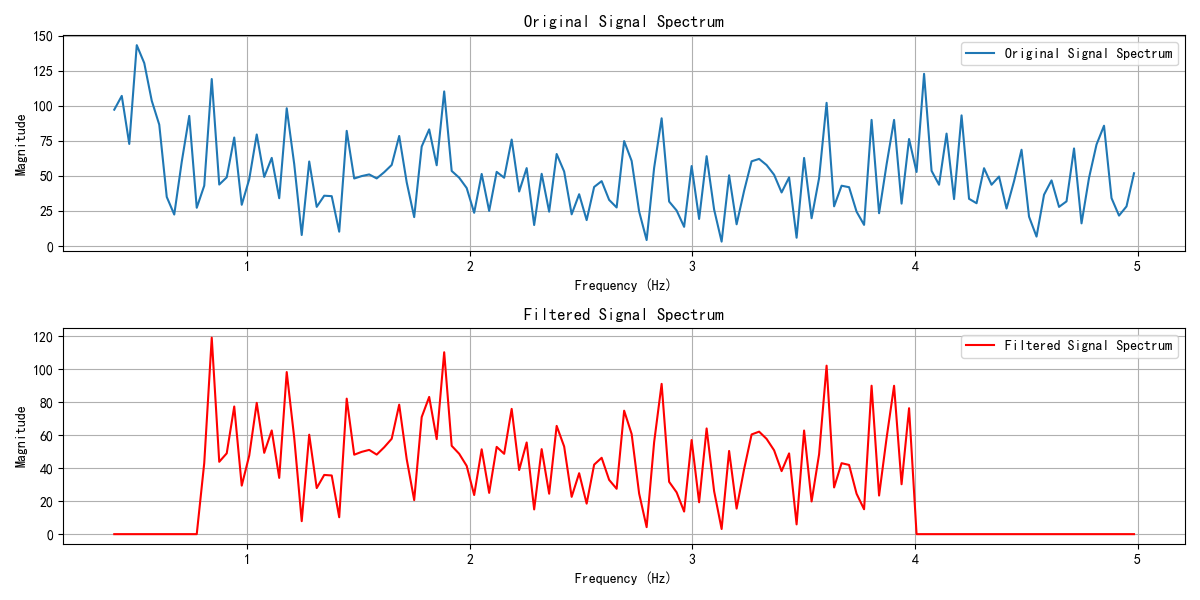 Original Signal Spectrum
150
125
100
75
50
25
0
Magnitude
Original Signal Spectrum
1 2 3 4 5
Frequency (Hz)
Filtered Signal Spectrum
120
100
80
60
40
20
0
Magnitude
Filtered Signal Spectrum
1 2 3 4 5
Frequency (Hz)